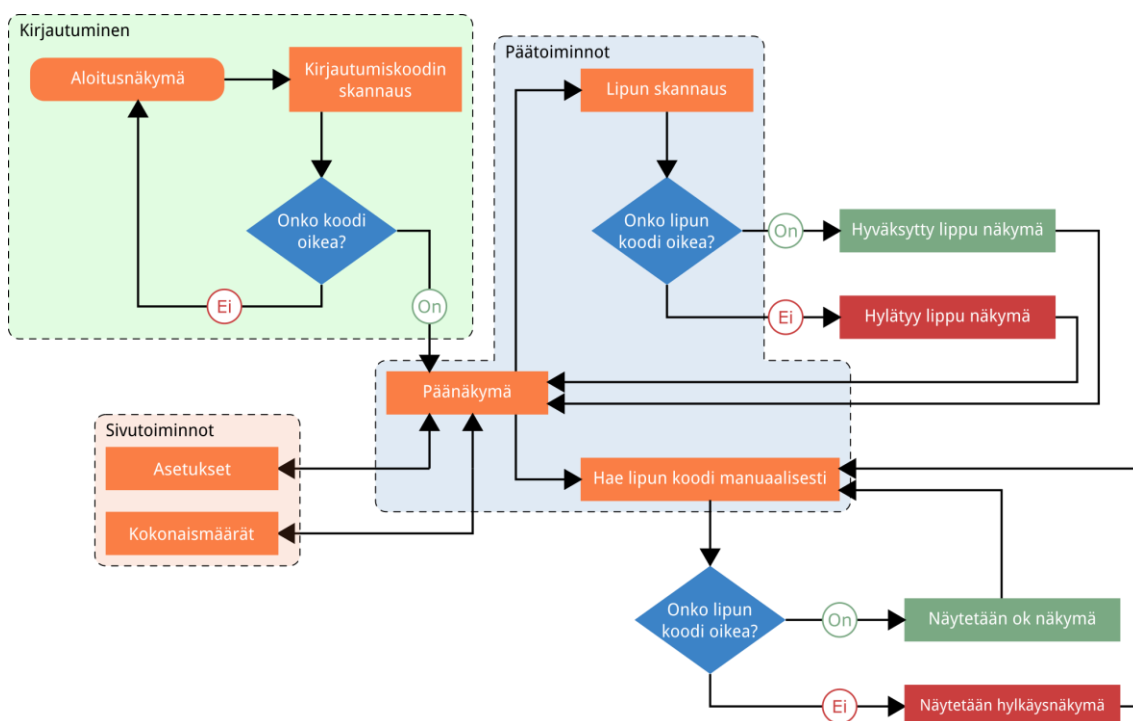 Kirjautuminen
Aloitusnäkymä
Kirjautumiskoodin
skannaus
Onko koodi
oikea?
Ei
On
Päätoiminnot
Lipun skannaus
Onko lipun
koodi oikea?
On
Hyväksytty lippu näkymä
Ei
Hylätyy lippu näkymä
Päänäkymä
Sivutoiminnot
Asetukset
Kokonaismäärät
Hae lipun koodi manuaalisesti
Onko lipun
koodi oikea?
On
Näytetään ok näkymä
Ei
Näytetään hylkäysnäkymä